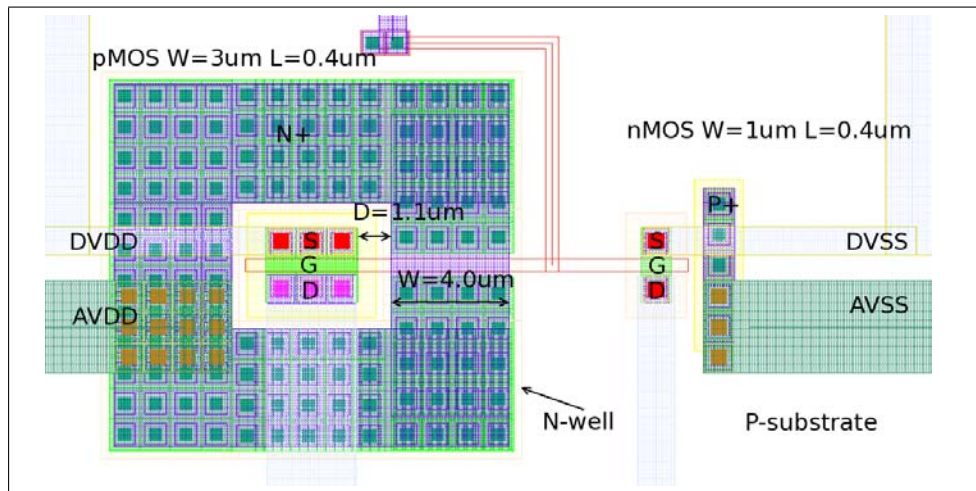 pMOS W=3um L=0.4um
nMOS W=1um L=0.4um
N+
P+
D=1.1um
DVDD
S
S
DVSS
G
G
W=4.0um
D
D
AVDD
AVSS
N-well
P-substrate